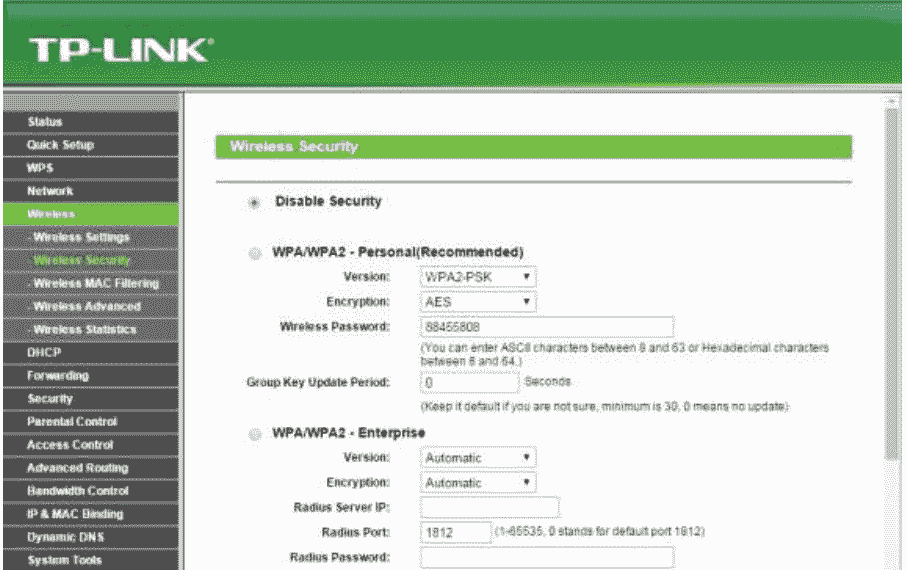 TP-LINK
Status
Quick Setup
WPS
Network
Wireless
- Wireless Settings
- Wireless Security
- Wireless MAC Filtering
- Wireless Advanced
- Wireless Statistics
DHCP
Forwarding
Security
Parental Control
Access Control
Advanced Routing
Bandwidth Control
IP & MAC Binding
Dynamic DNS
System Tools
Wireless Security
Disable Security
WPA/WPA2 - Personal(Recommended)
Version: WPA2-PSK
Encryption: AES
Wireless Password: 88455808
(You can enter ASCII characters between 8 and 63 or Hexadecimal characters
between 8 and 64.)
Group Key Update Period: 0 Seconds
(Keep it default if you are not sure, minimum is 30, 0 means no update)
WPA/WPA2 - Enterprise
Version: Automatic
Encryption: Automatic
Radius Server IP:
Radius Port: 1812 (1-65535, 0 stands for default port 1812)
Radius Password: